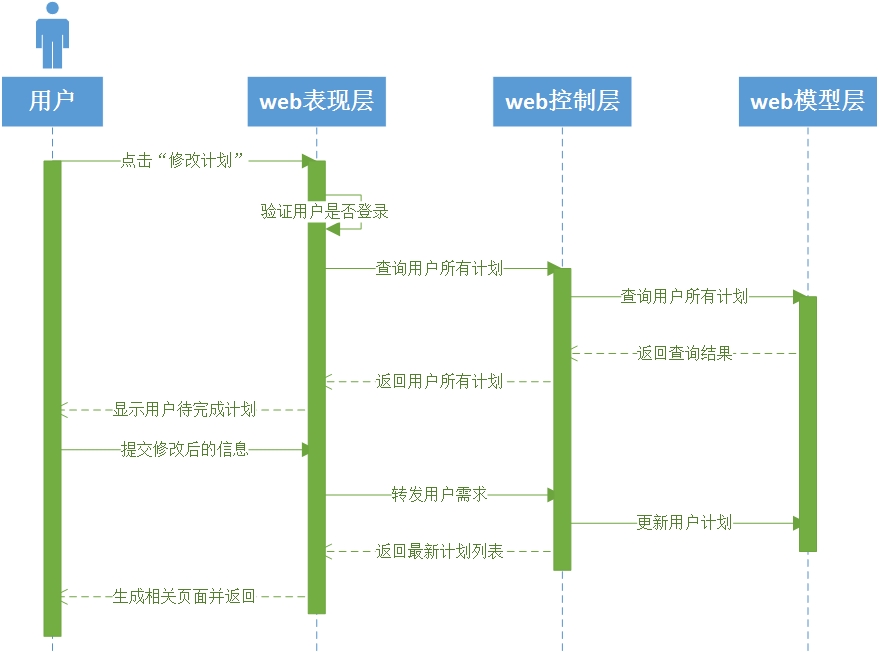 用户
web表现层
web控制层
web模型层
点击“修改计划”
验证用户是否登录
查询用户所有计划
查询用户所有计划
返回查询结果
返回用户所有计划
显示用户待完成计划
提交修改后的信息
转发用户需求
更新用户计划
返回最新计划列表
生成相关页面并返回